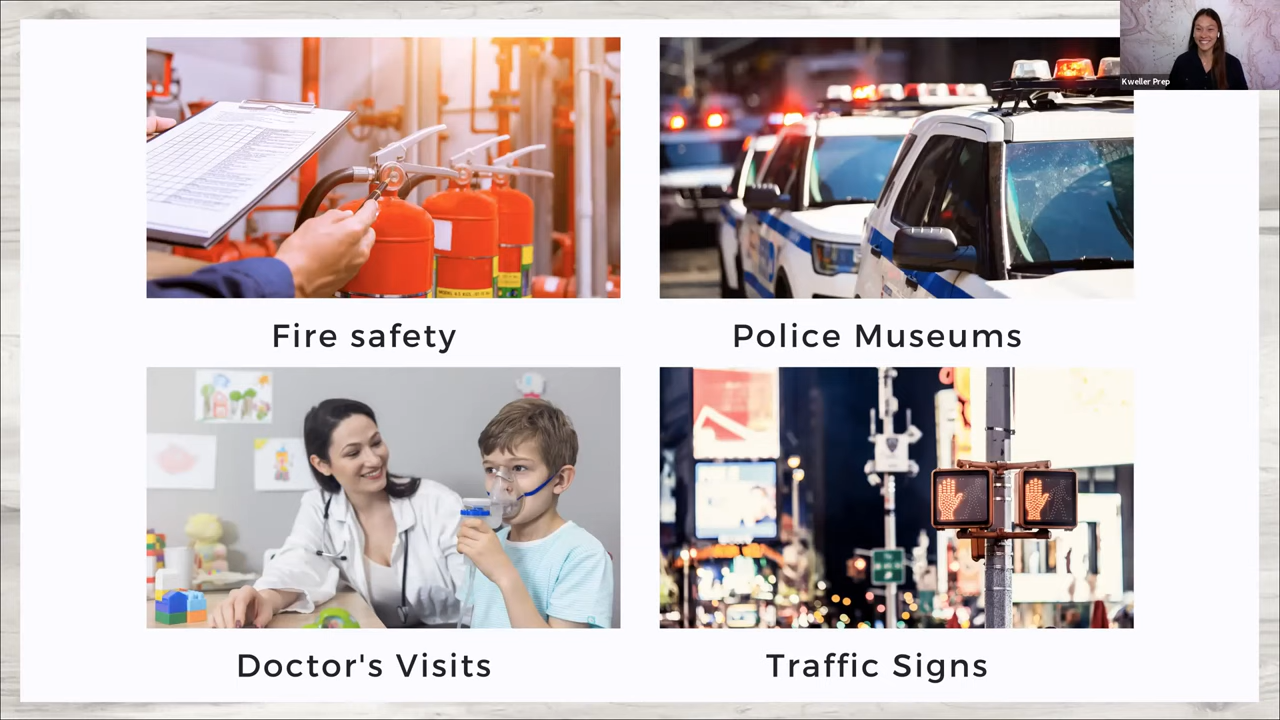 Kweller Prep
Fire safety
Police Museums
Doctor's Visits
Traffic Signs